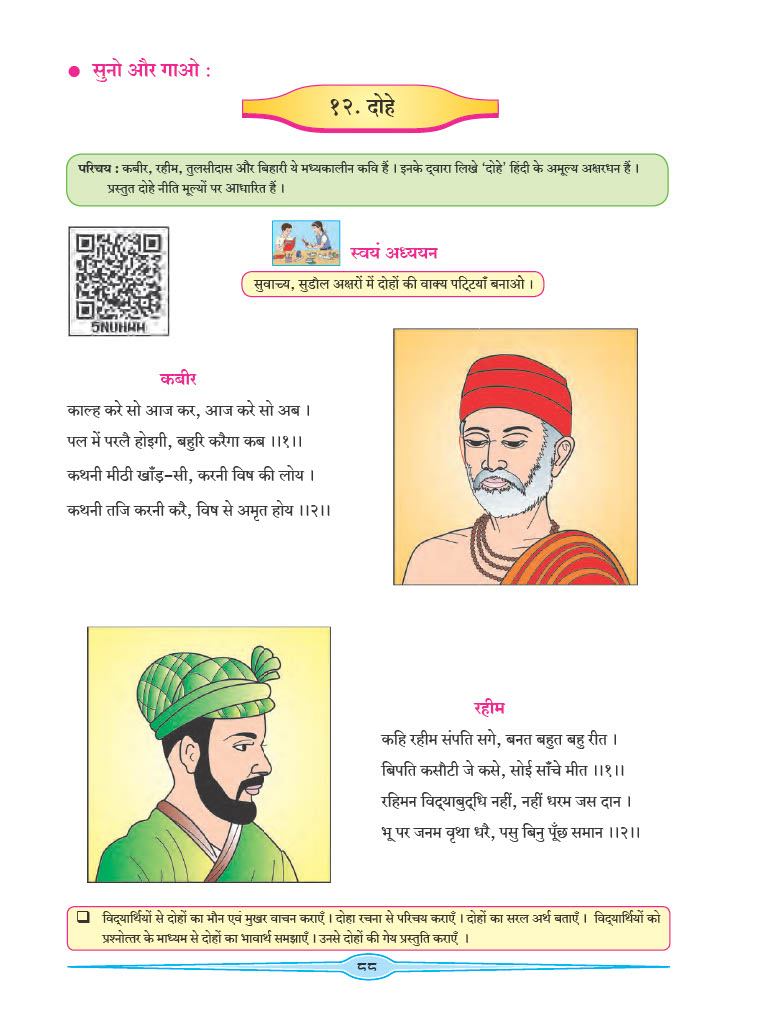 ● सुनो और गाओ :
१२. दोहे
परिचय : कबीर, रहीम, तुलसीदास और बिहारी ये मध्यकालीन कवि हैं । इनके द्‌वारा लिखे ‘दोहे’ हिंदी के अमूल्य अक्षरधन हैं ।
प्रस्तुत दोहे नीति मूल्यों पर आधारित हैं ।
स्वयं अध्ययन
सुवाच्य, सुडौल अक्षरों में दोहों की वाक्य पट्‌टियाँ बनाओ ।
5NUHWH
कबीर
काल्ह करे सो आज कर, आज करे सो अब ।
पल में परलै होइगी, बहुरि करैगा कब ।।१।।
कथनी मीठी खाँड़-सी, करनी विष की लोय ।
कथनी तजि करनी करै, विष से अमृत होय ।।२।।
रहीम
कहि रहीम संपति सगे, बनत बहुत बहु रीत ।
बिपति कसौटी जे कसे, सोई साँचे मीत ।।१।।
रहिमन विद्‌याबुद्‌धि नहीं, नहीं धरम जस दान ।
भू पर जनम वृथा धरै, पसु बिनु पूँछ समान ।।२।।
❑ विद्‌यार्थियों से दोहों का मौन एवं मुखर वाचन कराएँ । दोहा रचना से परिचय कराएँ । दोहों का सरल अर्थ बताएँ । विद्‌यार्थियों को
प्रश्नोत्तर के माध्यम से दोहों का भावार्थ समझाएँ । उनसे दोहों की गेय प्रस्तुति कराएँ ।
८८